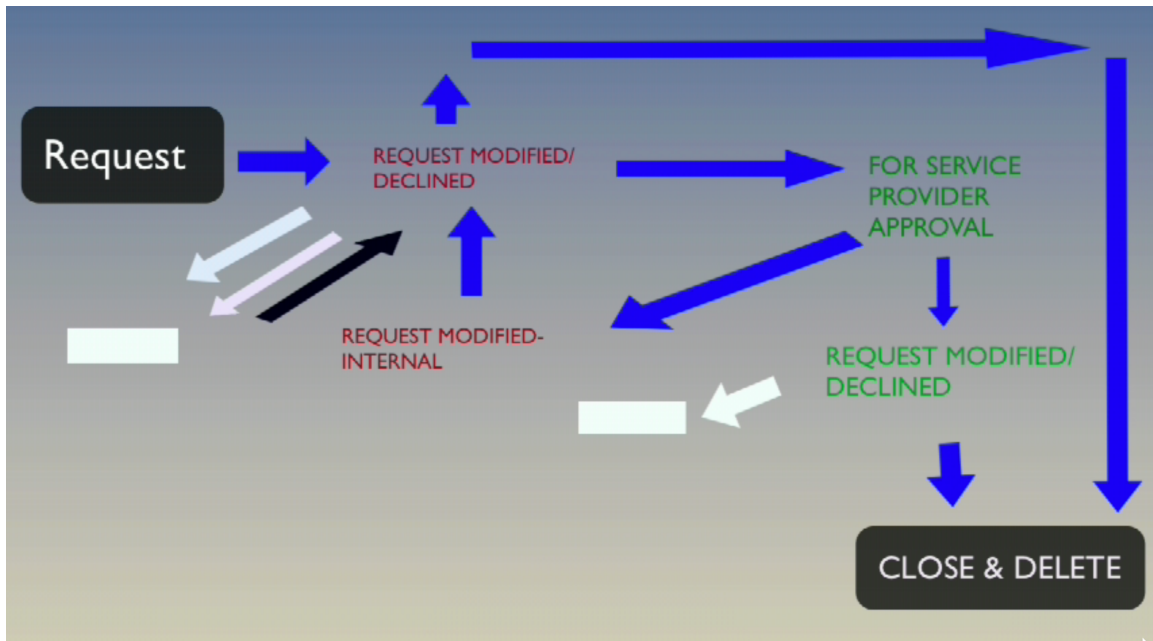 Request
REQUEST MODIFIED/
DECLINED
FOR SERVICE
PROVIDER
APPROVAL
REQUEST MODIFIED-
INTERNAL
REQUEST MODIFIED/
DECLINED
CLOSE & DELETE